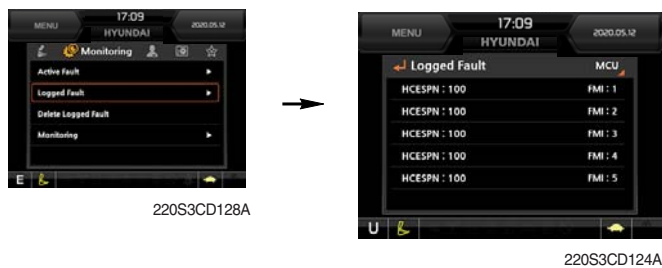 MENU
17:09
HYUNDAI
2020.05.12
Monitoring
Active Fault
Logged Fault
Delete Logged Fault
Monitoring
E
220S3CD128A
MENU
17:09
HYUNDAI
2020.05.12
Logged Fault MCU
HCESPN : 100 FMI : 1
HCESPN : 100 FMI : 2
HCESPN : 100 FMI : 3
HCESPN : 100 FMI : 4
HCESPN : 100 FMI : 5
U
220S3CD124A